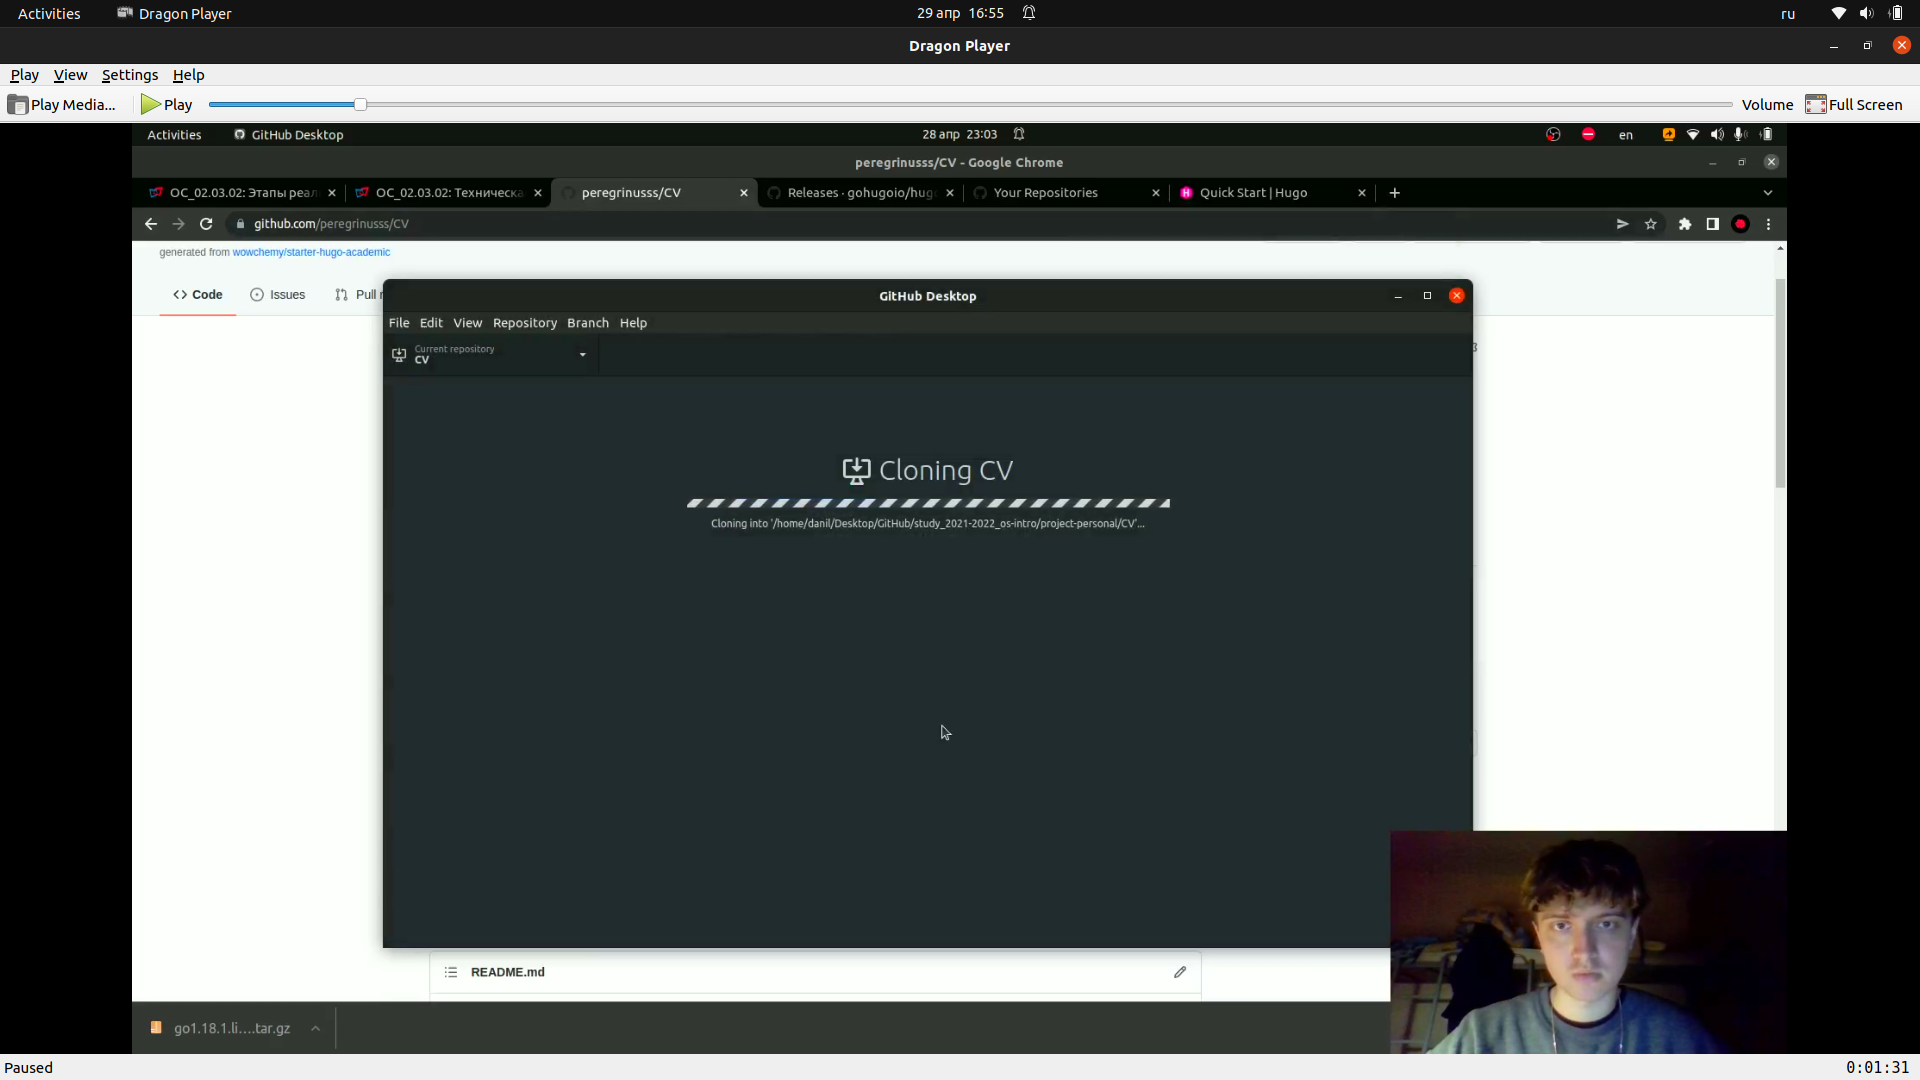 Activities Dragon Player 29 апр 16:55 ru
Dragon Player
Play View Settings Help
Play Media... Play Volume Full Screen
Activities GitHub Desktop 28 апр 23:03 en
peregrinusss/CV - Google Chrome
ОС_02.03.02: Этапы реал ОС_02.03.02: Техническа peregrinusss/CV Releases · gohugoio/hug Your Repositories Quick Start | Hugo
github.com/peregrinusss/CV
generated from wowchemy/starter-hugo-academic
Code Issues Pull
GitHub Desktop
File Edit View Repository Branch Help
Current repository
CV
Cloning CV
Cloning into '/home/danil/Desktop/GitHub/study_2021-2022_os-intro/project-personal/CV'...
README.md
go1.18.1.li....tar.gz
Paused 0:01:31